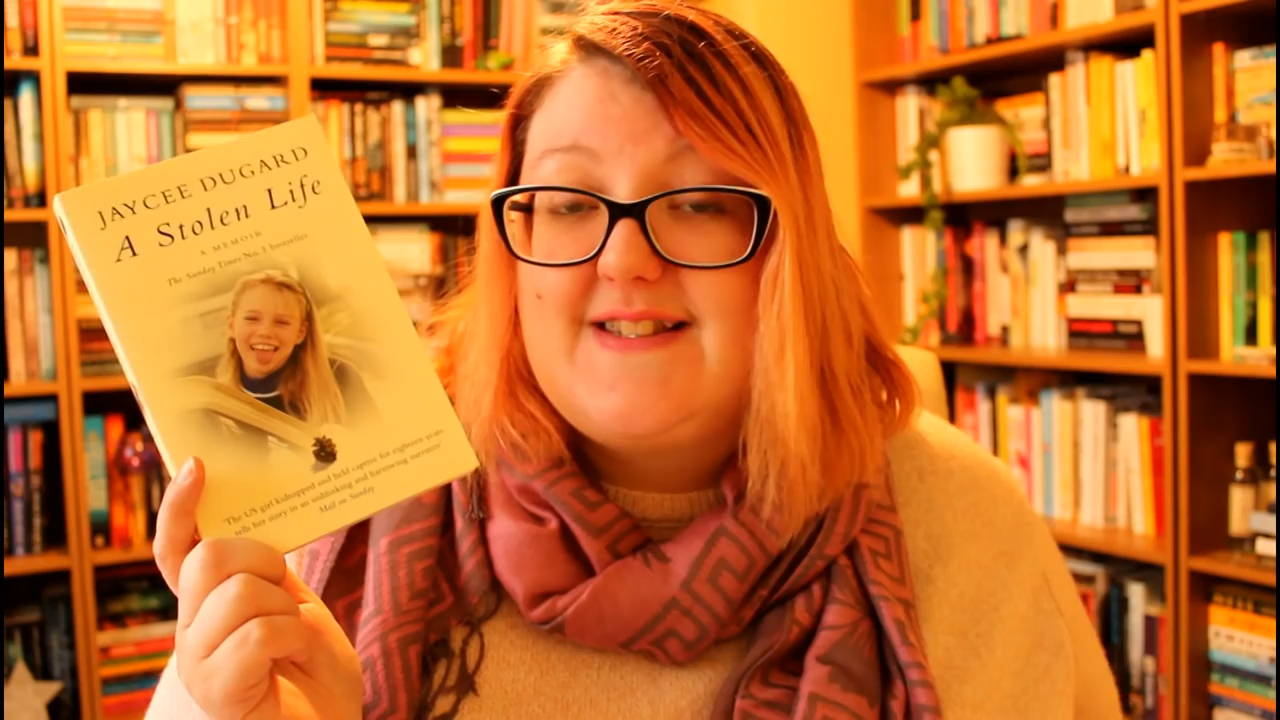 JAYCEE DUGARD
A Stolen Life
A MEMOIR
The Sunday Times No. 1 bestseller
'The US girl kidnapped and held captive for eighteen years
tells her story in an unblinking and harrowing narrative'
Mail on Sunday